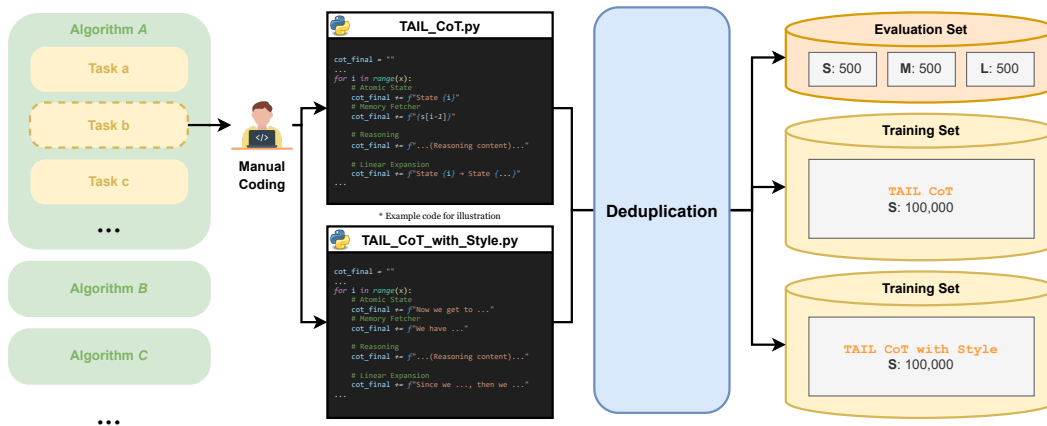 Algorithm A
Task a
Task b
Task c
...
Algorithm B
Algorithm C
...
Manual
Coding
TAIL_CoT.py
cot_final = ""
...
for i in range(x):
# Atomic State
cot_final += f"State {i}"
# Memory Fetcher
cot_final += f"{s[i-1]}"
# Reasoning
cot_final += f"...(Reasoning content)..."
# Linear Expansion
cot_final += f"State {i} → State {...}"
...
* Example code for illustration
TAIL_CoT_with_Style.py
cot_final = ""
...
for i in range(x):
# Atomic State
cot_final += f"Now we get to ..."
# Memory Fetcher
cot_final += f"We have ..."
# Reasoning
cot_final += f"...(Reasoning content)..."
# Linear Expansion
cot_final += f"Since we ..., then we ..."
...
Deduplication
Evaluation Set
S: 500
M: 500
L: 500
Training Set
TAIL CoT
S: 100,000
Training Set
TAIL CoT with Style
S: 100,000